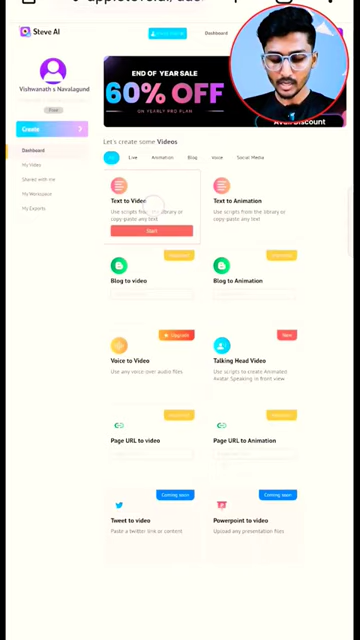 Steve AI
Dashboard
Vishwanath s Navalagund
Free
Create
Dashboard
My Video
Shared with me
My Workspace
My Exports
END OF YEAR SALE
60% OFF
ON YEARLY PRO PLAN
Avail Discount
Let's create some Videos
Live
Animation
Blog
Voice
Social Media
Text to Video
Use scripts from the library or
copy-paste any text
Start
Text to Animation
Use scripts from the library or
copy-paste any text
Blog to video
Blog to Animation
Upgrade
Voice to Video
Use any voice over audio files
New
Talking Head Video
Use scripts to create Animated
Avatar Speaking in front view
Page URL to video
Page URL to Animation
Coming soon
Tweet to video
Paste a twitter link or content
Coming soon
Powerpoint to video
Upload any presentation files